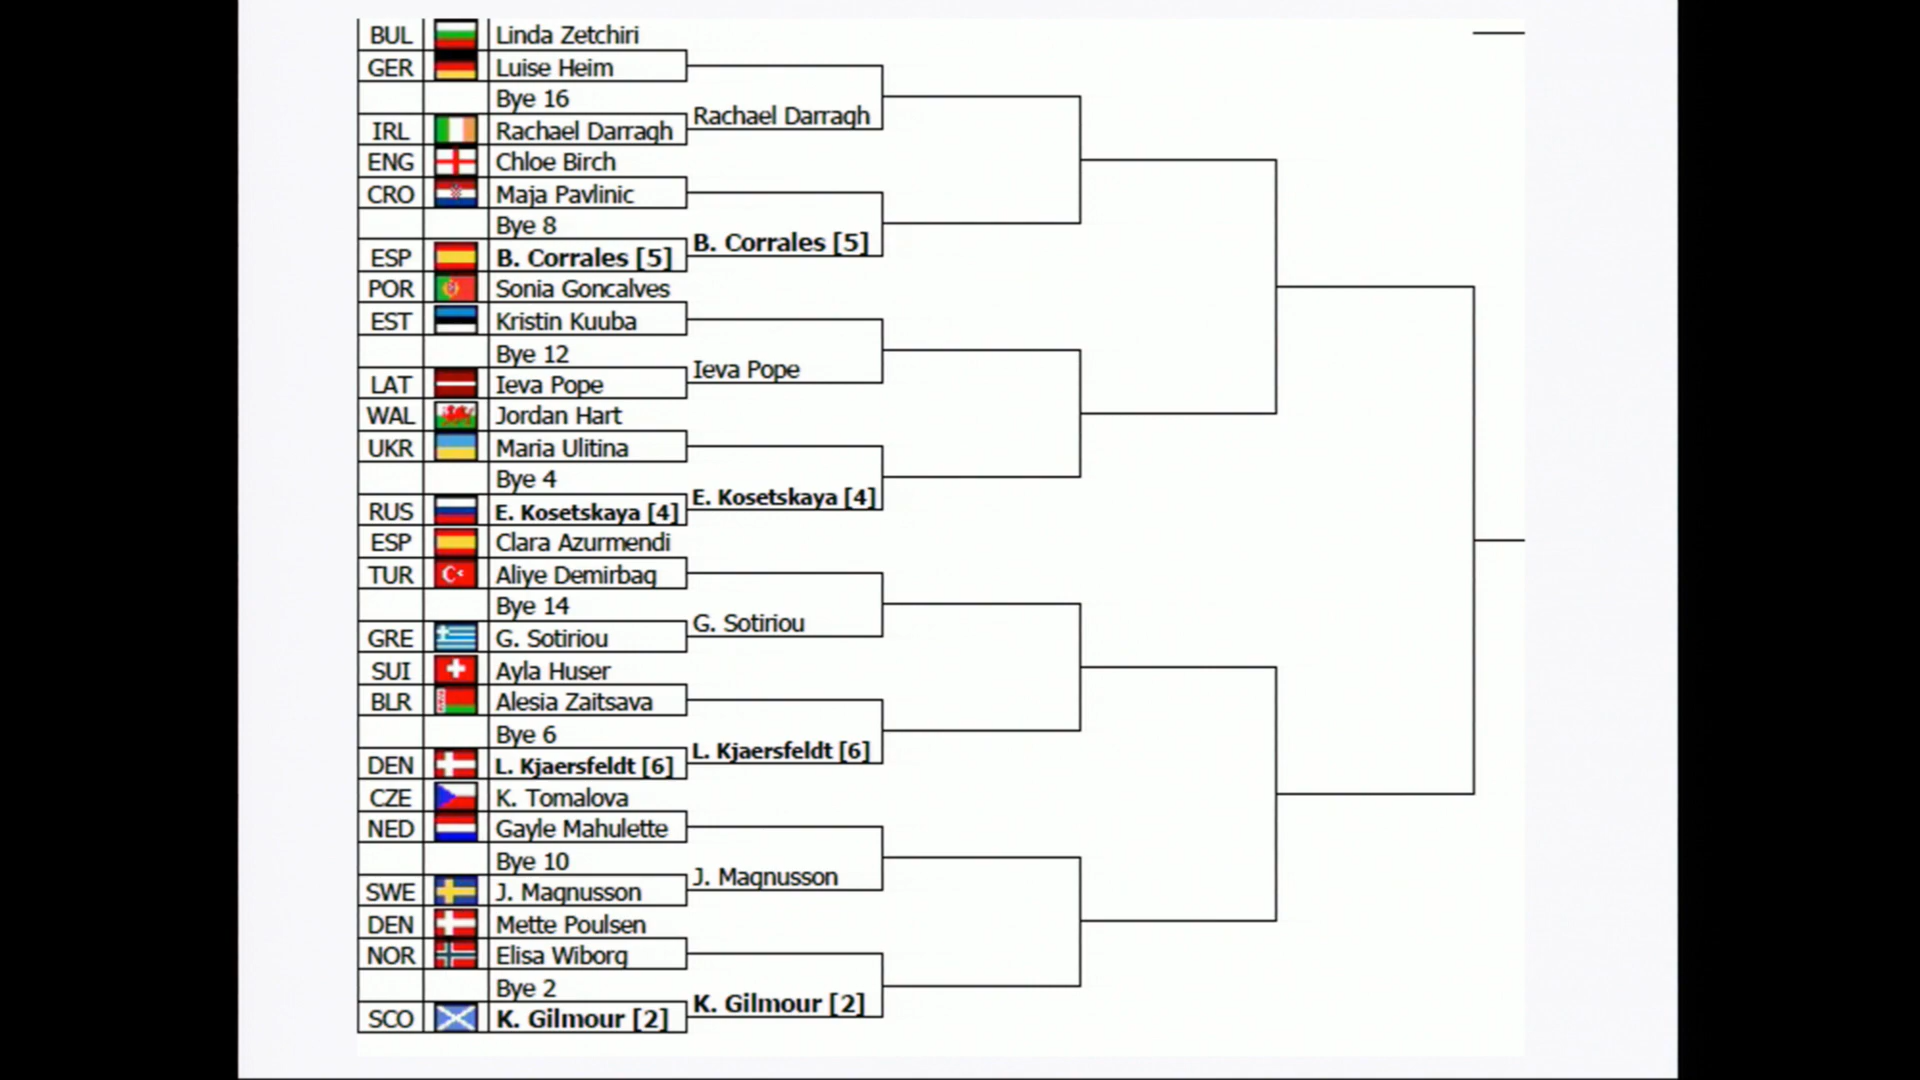 BUL Linda Zetchiri
GER Luise Heim
Bye 16
Rachael Darragh
IRL Rachael Darragh
ENG Chloe Birch
CRO Maja Pavlinic
Bye 8
B. Corrales [5]
ESP B. Corrales [5]
POR Sonia Goncalves
EST Kristin Kuuba
Bye 12
Ieva Pope
LAT Ieva Pope
WAL Jordan Hart
UKR Maria Ulitina
Bye 4
E. Kosetskaya [4]
RUS E. Kosetskaya [4]
ESP Clara Azurmendi
TUR Aliye Demirbag
Bye 14
G. Sotiriou
GRE G. Sotiriou
SUI Ayla Huser
BLR Alesia Zaitsava
Bye 6
L. Kjaersfeldt [6]
DEN L. Kjaersfeldt [6]
CZE K. Tomalova
NED Gayle Mahulette
Bye 10
J. Magnusson
SWE J. Magnusson
DEN Mette Poulsen
NOR Elisa Wiborg
Bye 2
K. Gilmour [2]
SCO K. Gilmour [2]